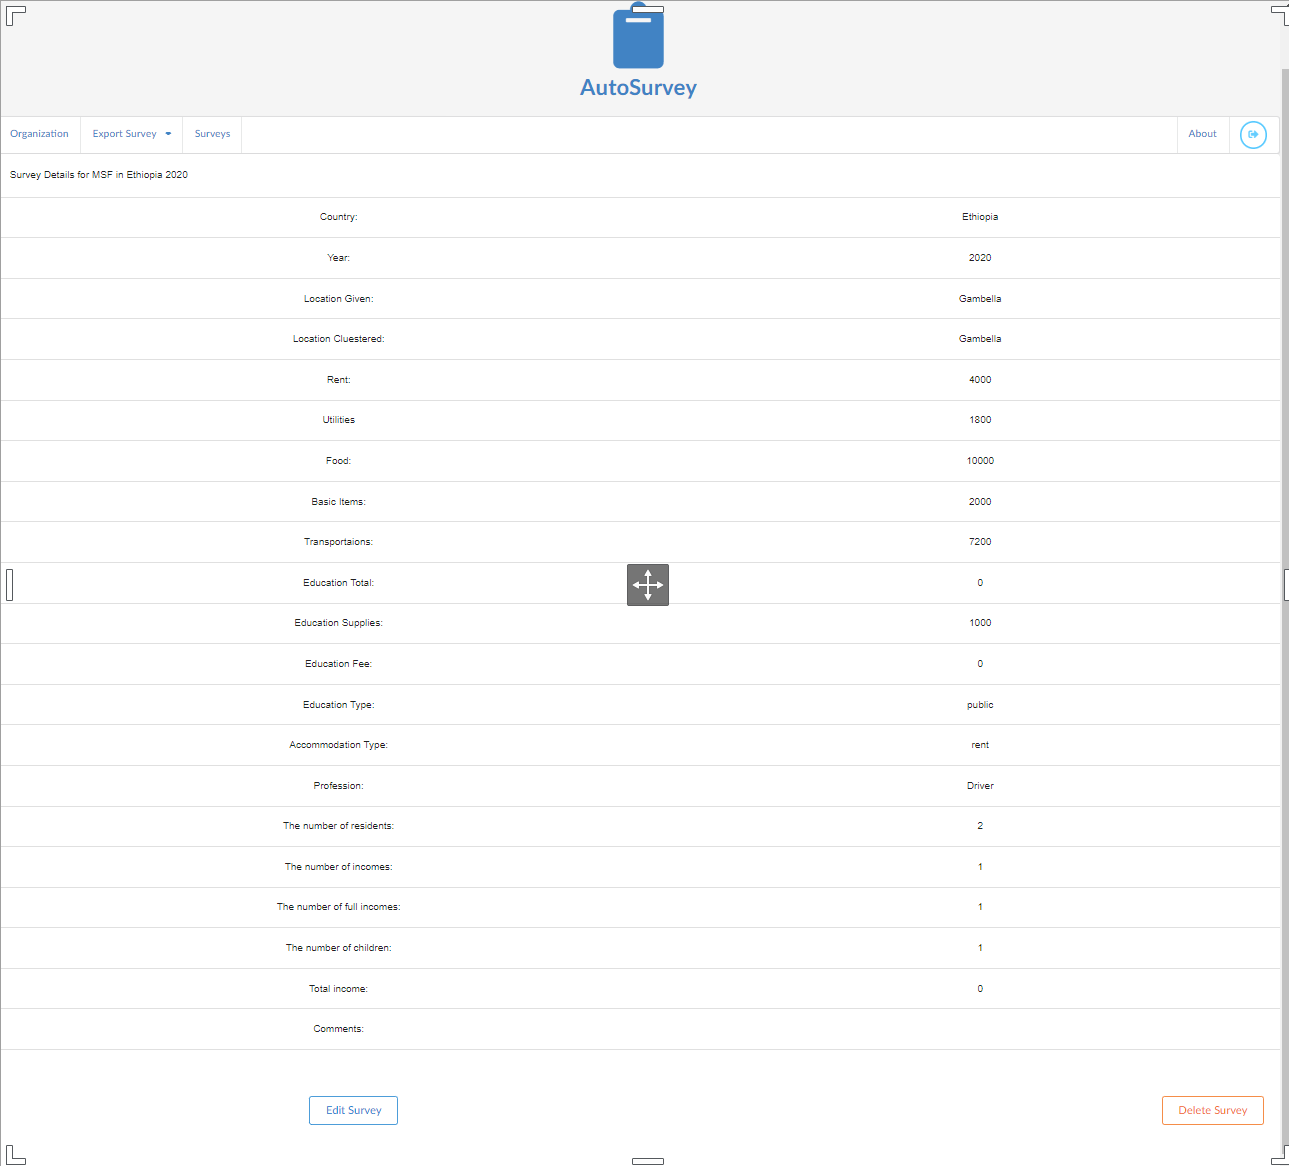 AutoSurvey
Organization Export Survey Surveys About
Survey Details for MSF in Ethiopia 2020
Country: Ethiopia
Year: 2020
Location Given: Gambella
Location Cluestered: Gambella
Rent: 4000
Utilities 1800
Food: 10000
Basic Items: 2000
Transportaions: 7200
Education Total: 0
Education Supplies: 1000
Education Fee: 0
Education Type: public
Accommodation Type: rent
Profession: Driver
The number of residents: 2
The number of incomes: 1
The number of full incomes: 1
The number of children: 1
Total income: 0
Comments:
Edit Survey Delete Survey